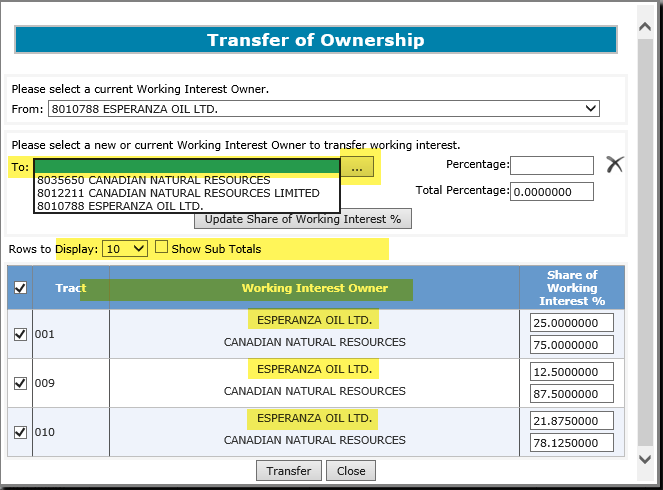 Transfer of Ownership
Please select a current Working Interest Owner.
From: 8010788 ESPERANZA OIL LTD.
Please select a new or current Working Interest Owner to transfer working interest.
To: ... Percentage:
8035650 CANADIAN NATURAL RESOURCES
8012211 CANADIAN NATURAL RESOURCES LIMITED
Total Percentage: 0.0000000
8010788 ESPERANZA OIL LTD.
Update Share of Working Interest %
Rows to Display: 10 Show Sub Totals
Tract Working Interest Owner Share of
Working
Interest %
001 ESPERANZA OIL LTD. 25.0000000
CANADIAN NATURAL RESOURCES 75.0000000
009 ESPERANZA OIL LTD. 12.5000000
CANADIAN NATURAL RESOURCES 87.5000000
010 ESPERANZA OIL LTD. 21.8750000
CANADIAN NATURAL RESOURCES 78.1250000
Transfer Close